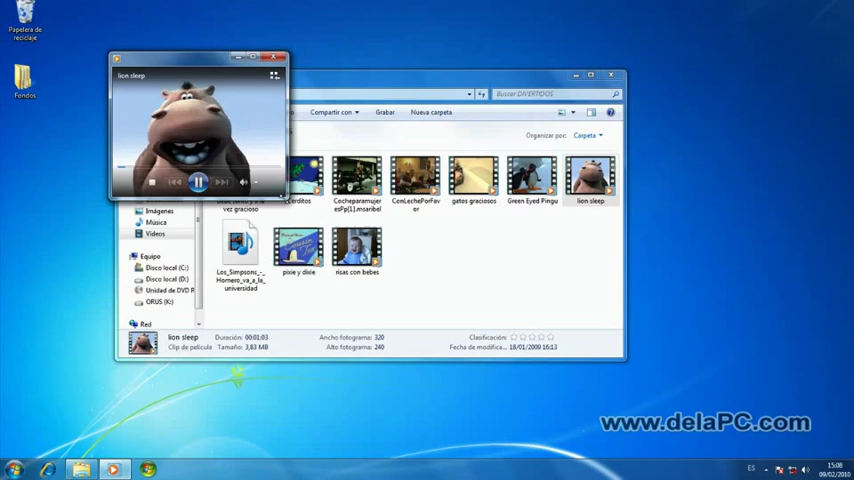 Papelera de
reciclaje
Fondos
lion sleep
Buscar DIVERTIDOS
Compartir con
Grabar
Nueva carpeta
Organizar por:
Carpeta
vez gracioso
Cocheparamujer
esPp[1].msaribel
ConLechePorFa
vor
gatos graciosos
Green Eyed Pingu
lion sleep
Imágenes
Música
Vídeos
Equipo
Disco local (C:)
Disco local (D:)
Unidad de DVD R
ORUS (K:)
Red
Los_Simpsons_-_
Homero_va_a_la_
universidad
pixie y dixie
risas con bebes
lion sleep
Duración: 00:01:03
Ancho fotograma: 320
Clasificación:
Clip de película
Tamaño: 3,83 MB
Alto fotograma: 240
Fecha de modifica... 18/01/2009 16:13
www.delaPC.com
ES
15:08
09/02/2010